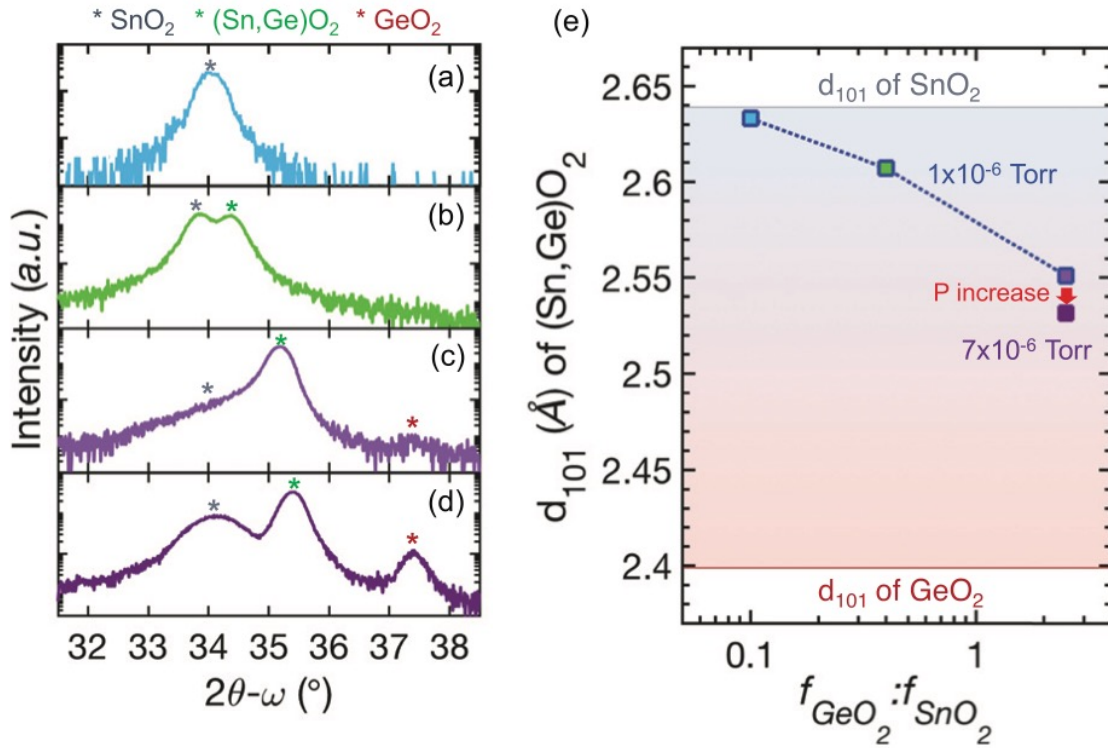 * SnO₂ * (Sn,Ge)O₂ * GeO₂
(a)
*
(b)
* *
(c)
*
*
*
(d)
*
*
*
Intensity (a.u.)
32 33 34 35 36 37 38
2θ-ω (°)
(e)
d₁₀₁ (Å) of (Sn,Ge)O₂
2.65
2.6
2.55
2.5
2.45
2.4
d₁₀₁ of SnO₂
1x10⁻⁶ Torr
P increase
7x10⁻⁶ Torr
d₁₀₁ of GeO₂
0.1 1
f_GeO₂:f_SnO₂